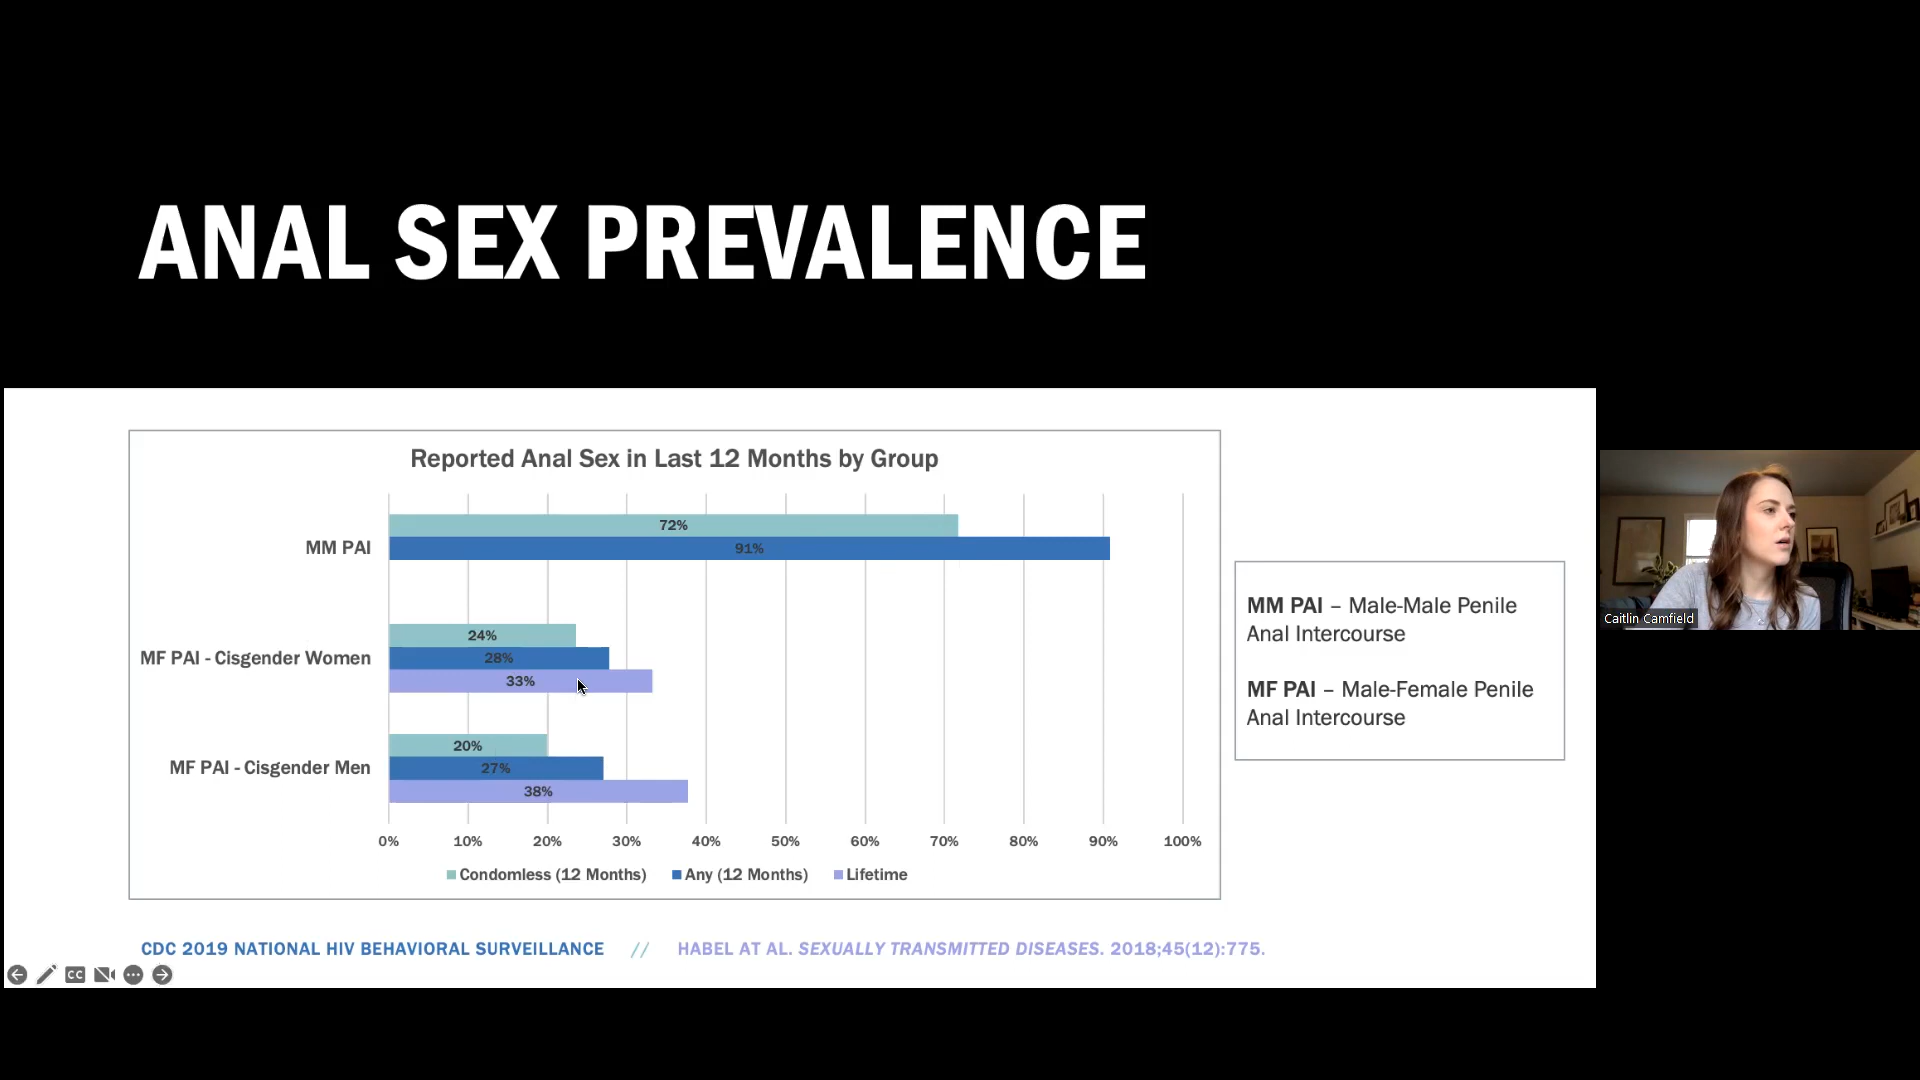 ANAL SEX PREVALENCE
Reported Anal Sex in Last 12 Months by Group
MM PAI
72%
91%
MF PAI - Cisgender Women
24%
28%
33%
MF PAI - Cisgender Men
20%
27%
38%
0% 10% 20% 30% 40% 50% 60% 70% 80% 90% 100%
Condomless (12 Months) Any (12 Months) Lifetime
MM PAI – Male-Male Penile
Anal Intercourse
MF PAI – Male-Female Penile
Anal Intercourse
Caitlin Camfield
CDC 2019 NATIONAL HIV BEHAVIORAL SURVEILLANCE // HABEL AT AL. SEXUALLY TRANSMITTED DISEASES. 2018;45(12):775.
CC